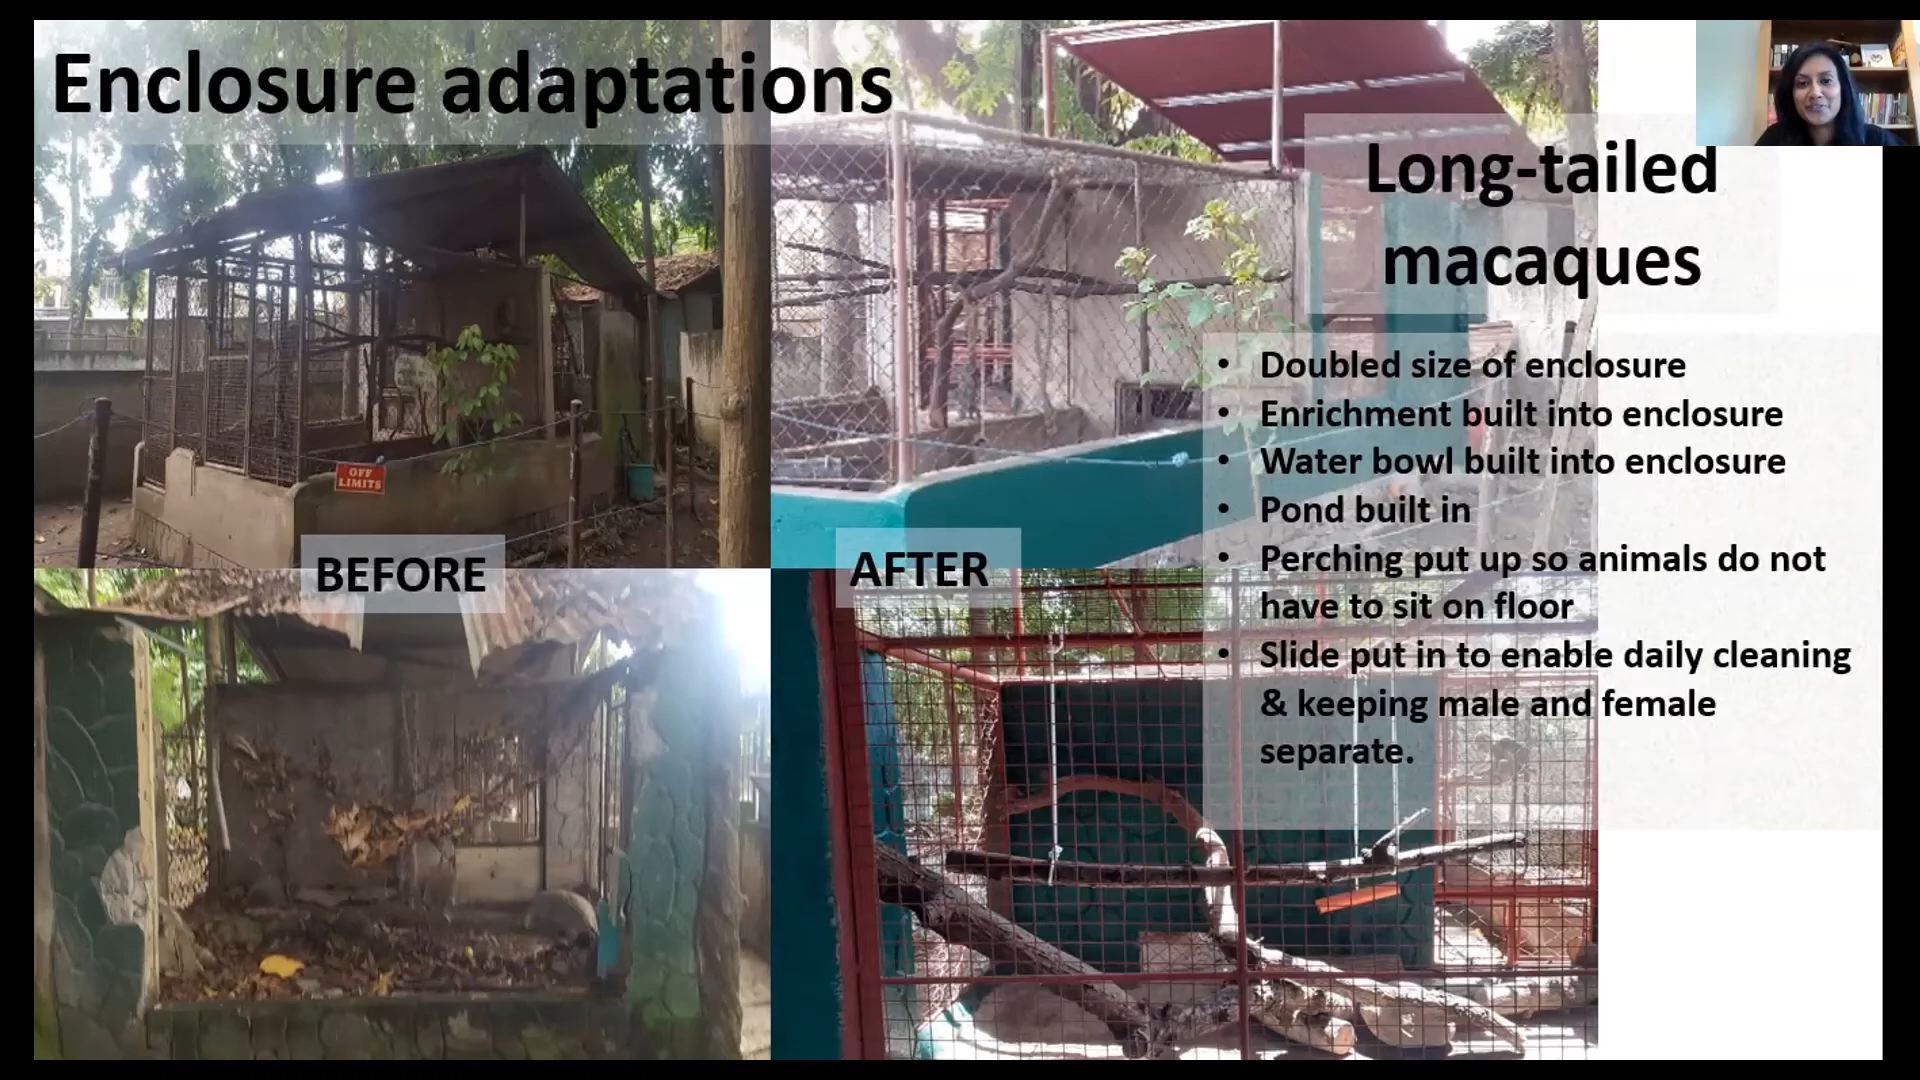 Enclosure adaptations
OFF
LIMITS
BEFORE
AFTER
Long-tailed
macaques
• Doubled size of enclosure
• Enrichment built into enclosure
• Water bowl built into enclosure
• Pond built in
• Perching put up so animals do not
have to sit on floor
• Slide put in to enable daily cleaning
& keeping male and female
separate.